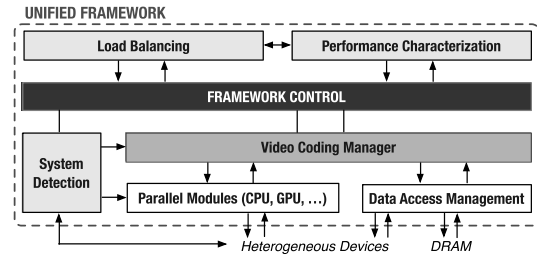 UNIFIED FRAMEWORK
Load Balancing
Performance Characterization
FRAMEWORK CONTROL
System
Detection
Video Coding Manager
Parallel Modules (CPU, GPU, …)
Data Access Management
Heterogeneous Devices
DRAM